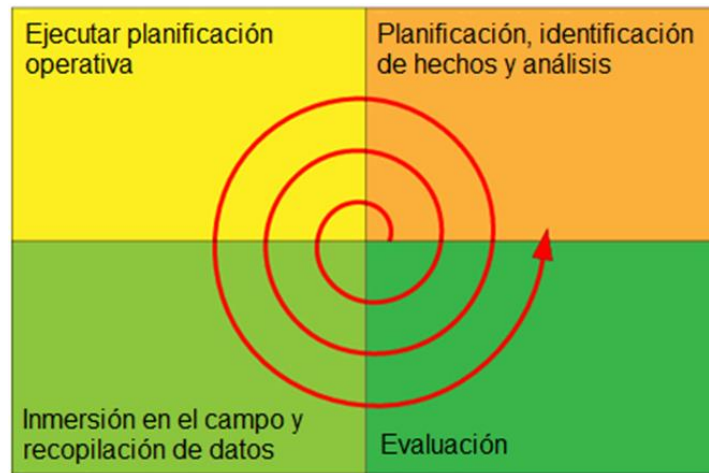 Ejecutar planificación
operativa
Planificación, identificación
de hechos y análisis
Inmersión en el campo y
recopilación de datos
Evaluación